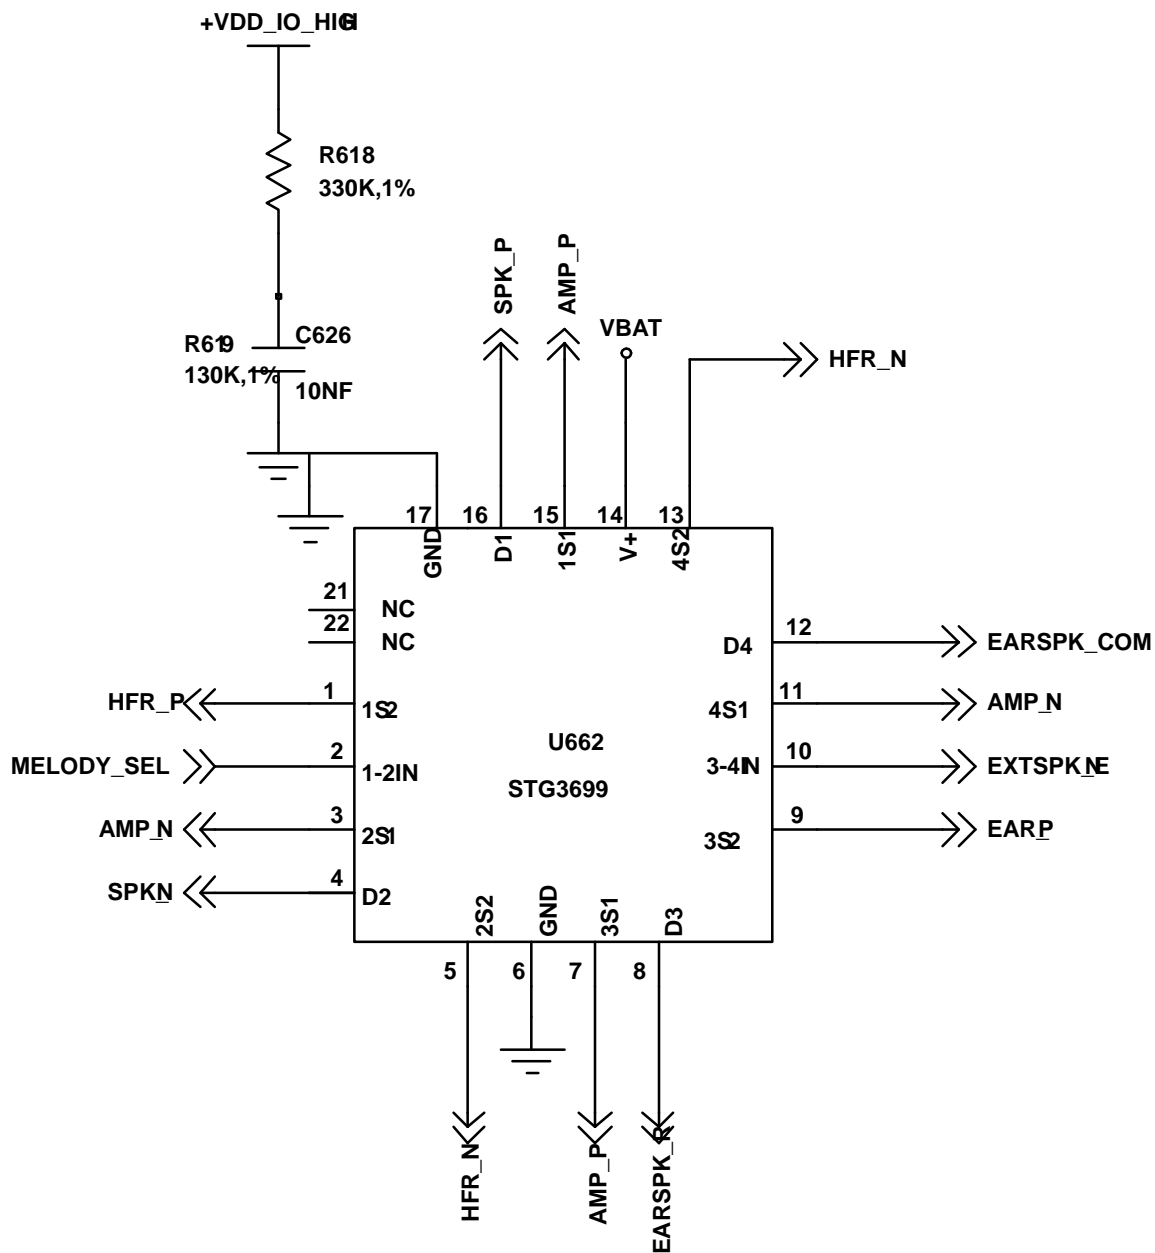 +VDD_IO_HIGH
R618
330K,1%
SPK_P
AMP_P
VBAT
HFR_N
R619
C626
130K,1%
10NF
17
16
15
14
13
GND
D1
1S1
V+
4S2
21
NC
22
NC
12
D4
EARSPK_COM
HFR_P
1
1S2
11
4S1
AMP_N
MELODY_SEL
2
1-2IN
U662
STG3699
10
3-4IN
EXTSPK_NE
AMP_N
3
2S1
9
3S2
EAR_P
SPK_N
4
D2
2S2
GND
3S1
D3
5
6
7
8
HFR_N
AMP_P
EARSPK_R